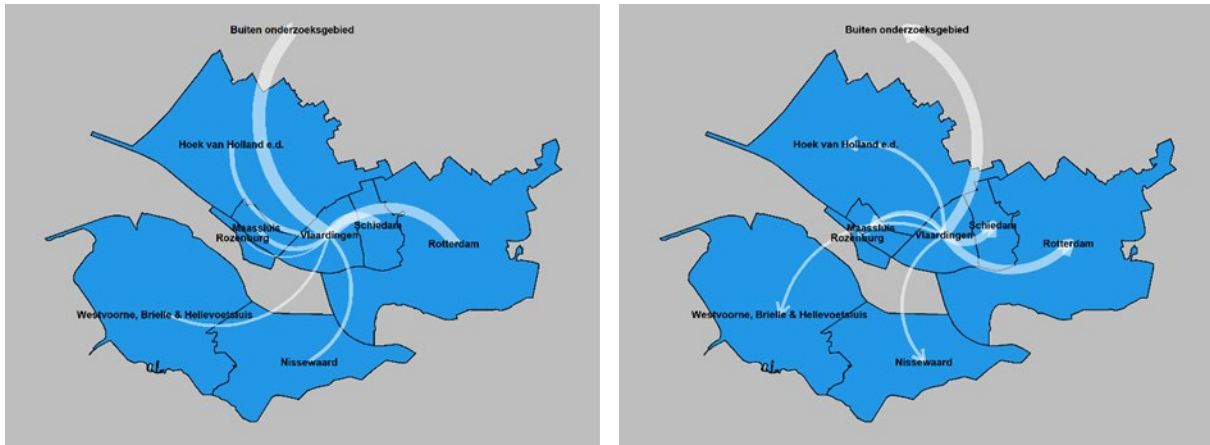 Buiten onderzoeksgebied
Hoek van Holland e.d.
Maassluis
Rozenburg
Vlaardingen
Schiedam
Rotterdam
Westvoorne, Brielle & Hellevoetsluis
Nissewaard
Buiten onderzoeksgebied
Hoek van Holland e.d.
Maassluis
Rozenburg
Vlaardingen
Schiedam
Rotterdam
Westvoorne, Brielle & Hellevoetsluis
Nissewaard